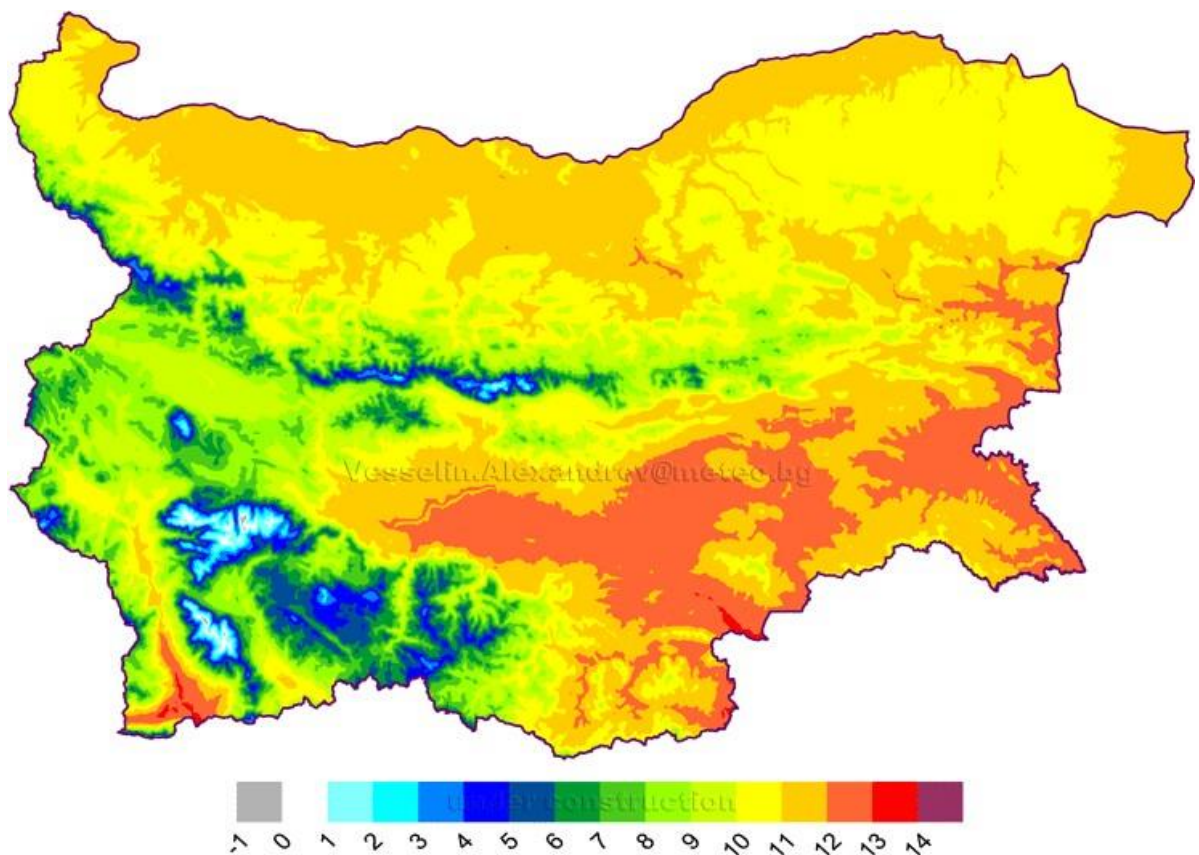 Vesselin.Alexandrov@meteo.bg
under construction
-1 0 1 2 3 4 5 6 7 8 9 10 11 12 13 14